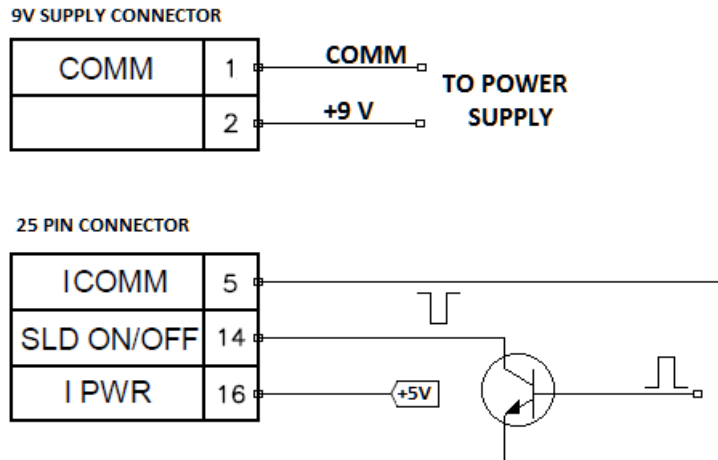 9V SUPPLY CONNECTOR
COMM 1 COMM
2 +9 V
TO POWER
SUPPLY
25 PIN CONNECTOR
I COMM 5
SLD ON/OFF 14
I PWR 16 +5V